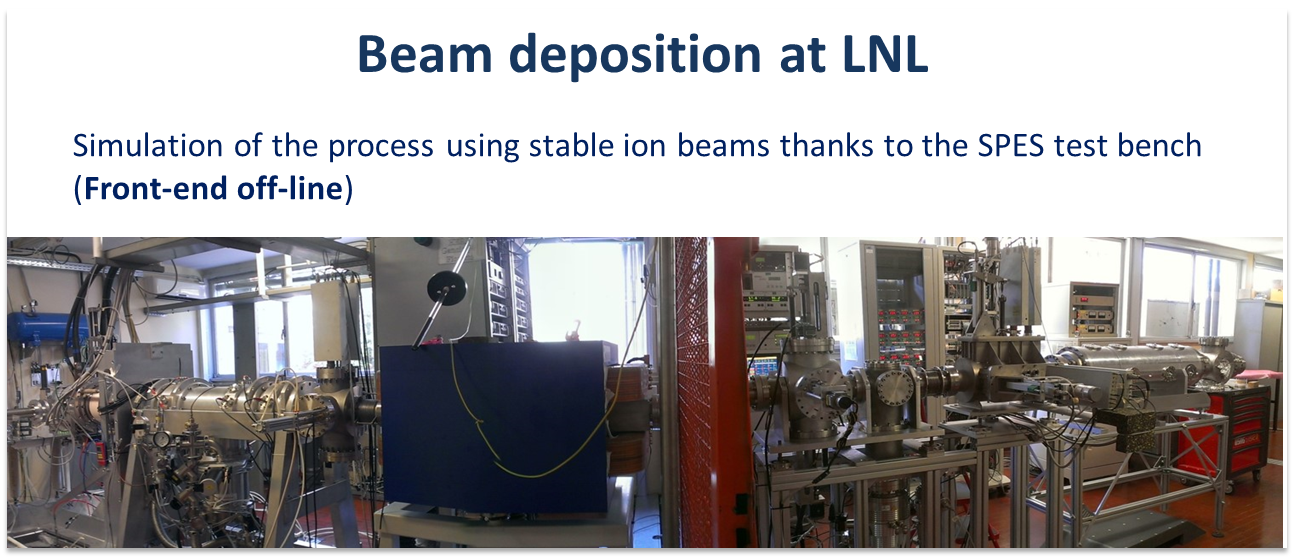 Beam deposition at LNL
Simulation of the process using stable ion beams thanks to the SPES test bench
(Front-end off-line)